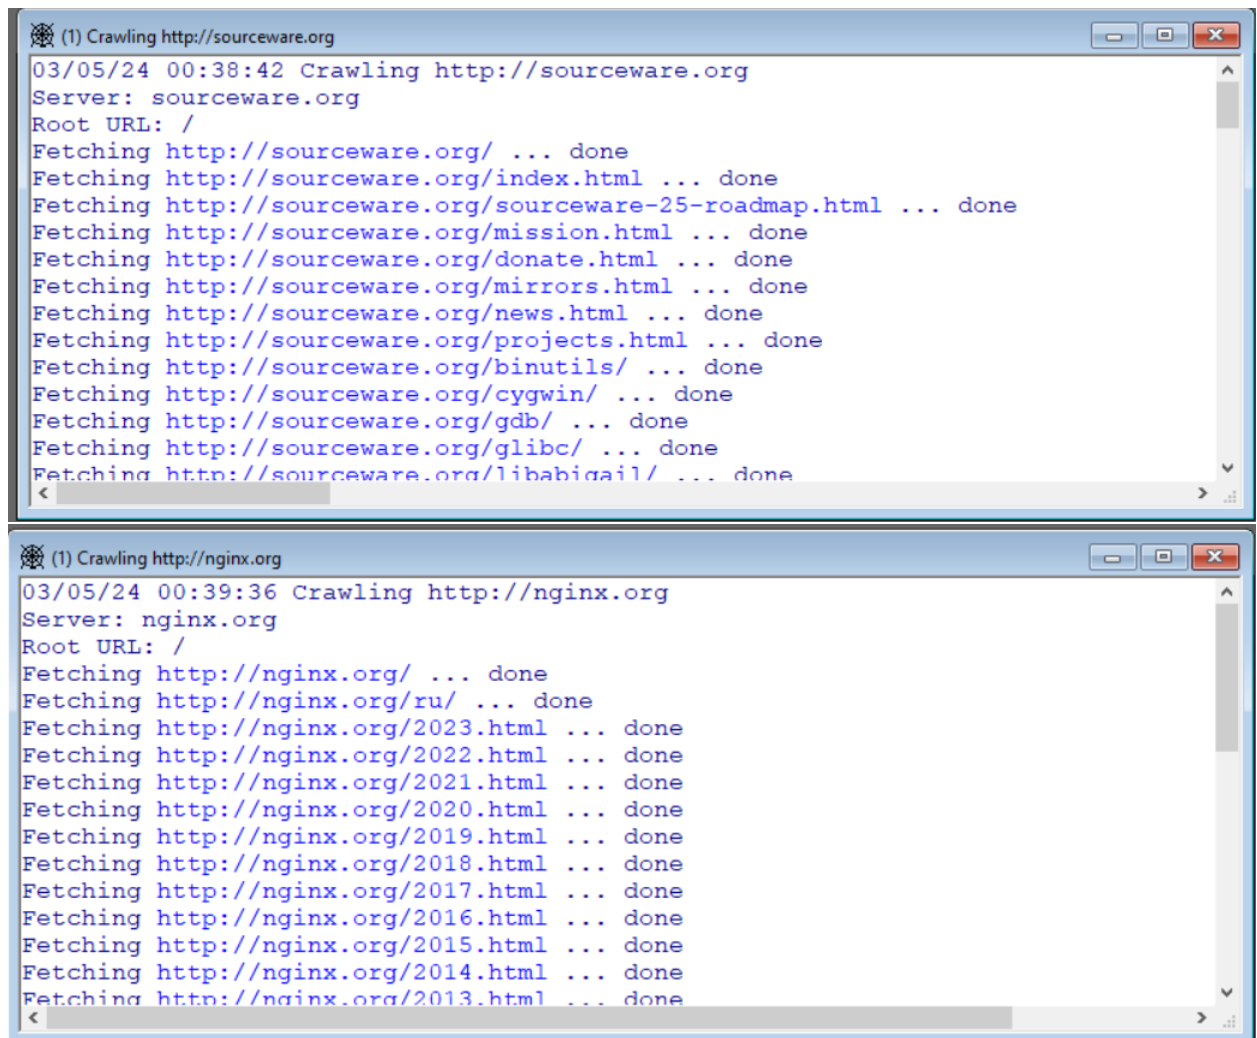 (1) Crawling http://sourceware.org
03/05/24 00:38:42 Crawling http://sourceware.org
Server: sourceware.org
Root URL: /
Fetching http://sourceware.org/ ... done
Fetching http://sourceware.org/index.html ... done
Fetching http://sourceware.org/sourceware-25-roadmap.html ... done
Fetching http://sourceware.org/mission.html ... done
Fetching http://sourceware.org/donate.html ... done
Fetching http://sourceware.org/mirrors.html ... done
Fetching http://sourceware.org/news.html ... done
Fetching http://sourceware.org/projects.html ... done
Fetching http://sourceware.org/binutils/ ... done
Fetching http://sourceware.org/cygwin/ ... done
Fetching http://sourceware.org/gdb/ ... done
Fetching http://sourceware.org/glibc/ ... done
Fetching http://sourceware.org/libabigail/ ... done
(1) Crawling http://nginx.org
03/05/24 00:39:36 Crawling http://nginx.org
Server: nginx.org
Root URL: /
Fetching http://nginx.org/ ... done
Fetching http://nginx.org/ru/ ... done
Fetching http://nginx.org/2023.html ... done
Fetching http://nginx.org/2022.html ... done
Fetching http://nginx.org/2021.html ... done
Fetching http://nginx.org/2020.html ... done
Fetching http://nginx.org/2019.html ... done
Fetching http://nginx.org/2018.html ... done
Fetching http://nginx.org/2017.html ... done
Fetching http://nginx.org/2016.html ... done
Fetching http://nginx.org/2015.html ... done
Fetching http://nginx.org/2014.html ... done
Fetching http://nginx.org/2013.html ... done